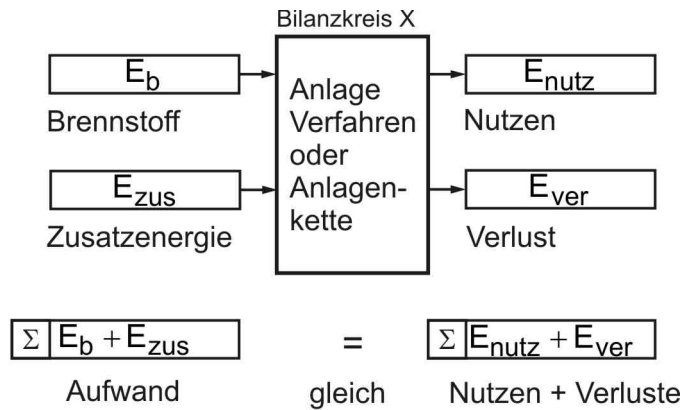 Bilanzkreis X
E_b
Brennstoff
E_zus
Zusatzenergie
Anlage
Verfahren
oder
Anlagen-
kette
E_nutz
Nutzen
E_ver
Verlust
Σ E_b + E_zus = Σ E_nutz + E_ver
Aufwand gleich Nutzen + Verluste